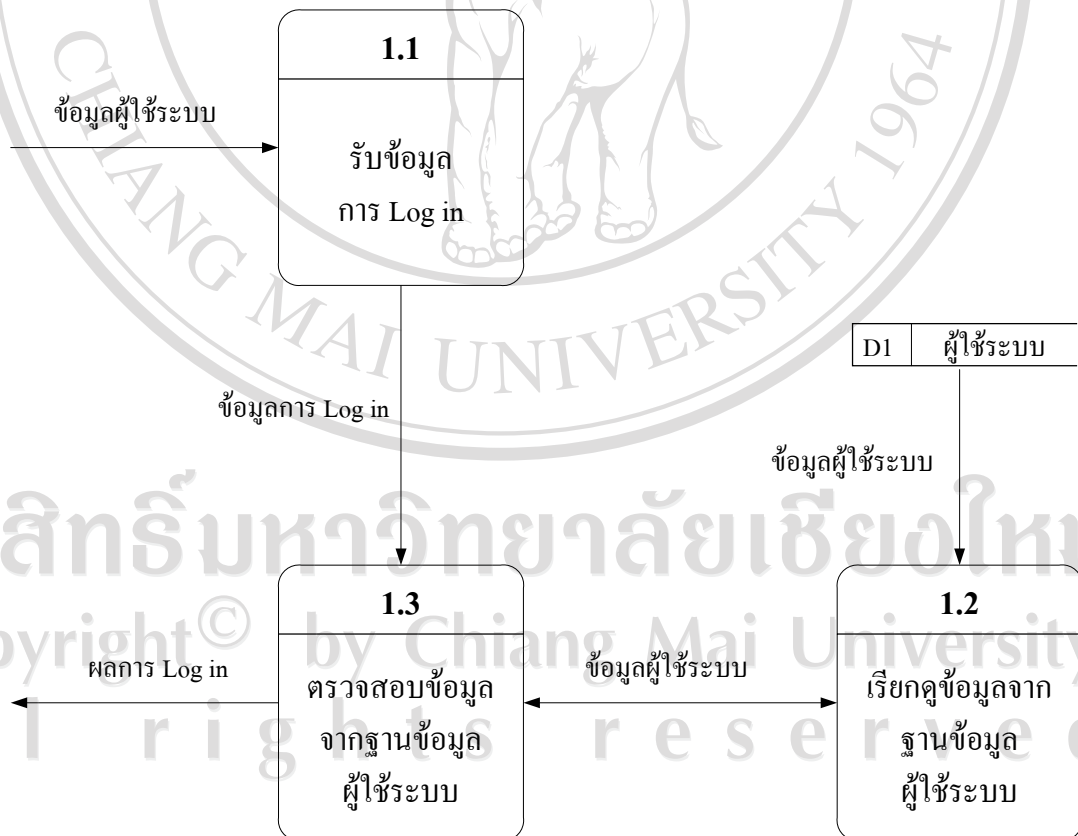 1.1
ข้อมูลผู้ใช้ระบบ
รับข้อมูล
การ Log in
CHIANG MAI UNIVERSITY 1964
D1 ผู้ใช้ระบบ
ข้อมูลการ Log in
ข้อมูลผู้ใช้ระบบ
สิทธิ์มหาวิทยาลัยเชียงใหม
1.3
1.2
pyright© by Chiang Mai University
ผลการ Log in
ข้อมูลผู้ใช้ระบบ
ตรวจสอบข้อมูล
จากฐานข้อมูล
ผู้ใช้ระบบ
เรียกดูข้อมูลจาก
ฐานข้อมูล
ผู้ใช้ระบบ
l rights reserve